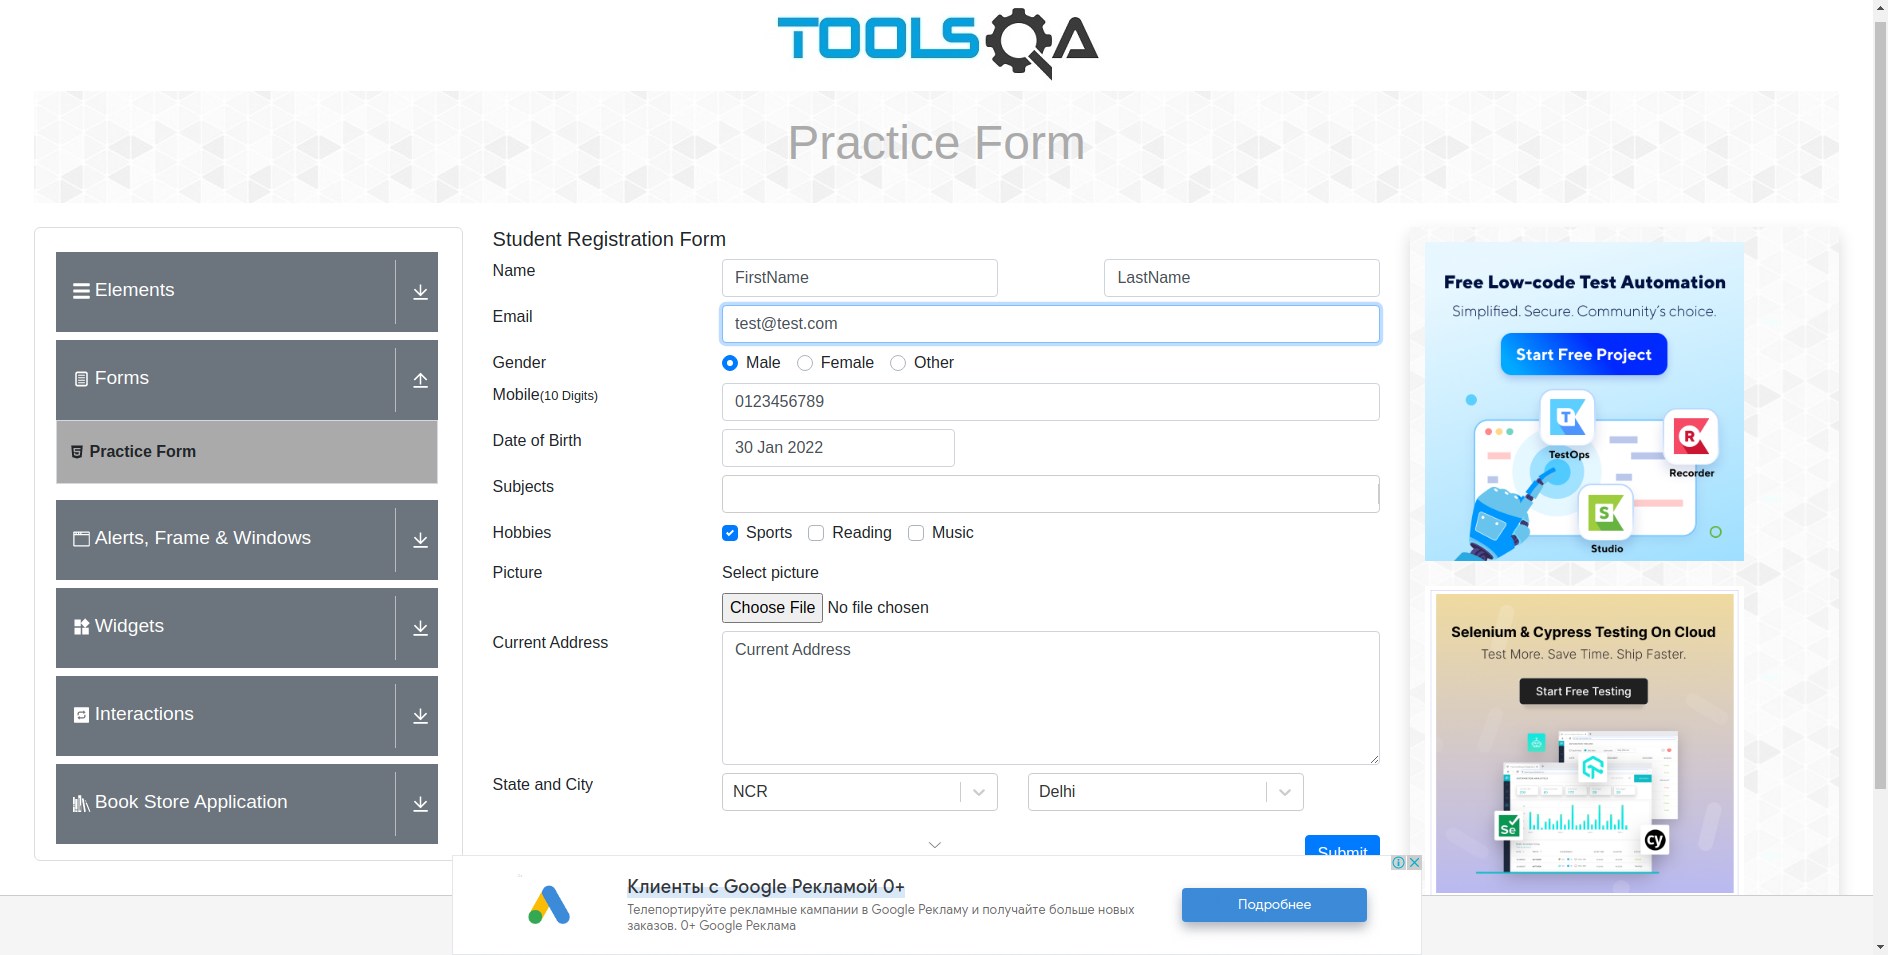 TOOLSQA
Practice Form
Elements
Forms
Practice Form
Alerts, Frame & Windows
Widgets
Interactions
Book Store Application
Student Registration Form
Name
FirstName
LastName
Email
test@test.com
Gender
Male
Female
Other
Mobile(10 Digits)
0123456789
Date of Birth
30 Jan 2022
Subjects
Hobbies
Sports
Reading
Music
Picture
Select picture
Choose File No file chosen
Current Address
Current Address
State and City
NCR
Delhi
Submit
Free Low-code Test Automation
Simplified. Secure. Community's choice.
Start Free Project
T
TestOps
R
Recorder
S
Studio
Selenium & Cypress Testing On Cloud
Test More. Save Time. Ship Faster.
Start Free Testing
Se
cy
Клиенты с Google Рекламой 0+
Телепортируйте рекламные кампании в Google Рекламу и получайте больше новых
заказов. 0+ Google Реклама
Подробнее